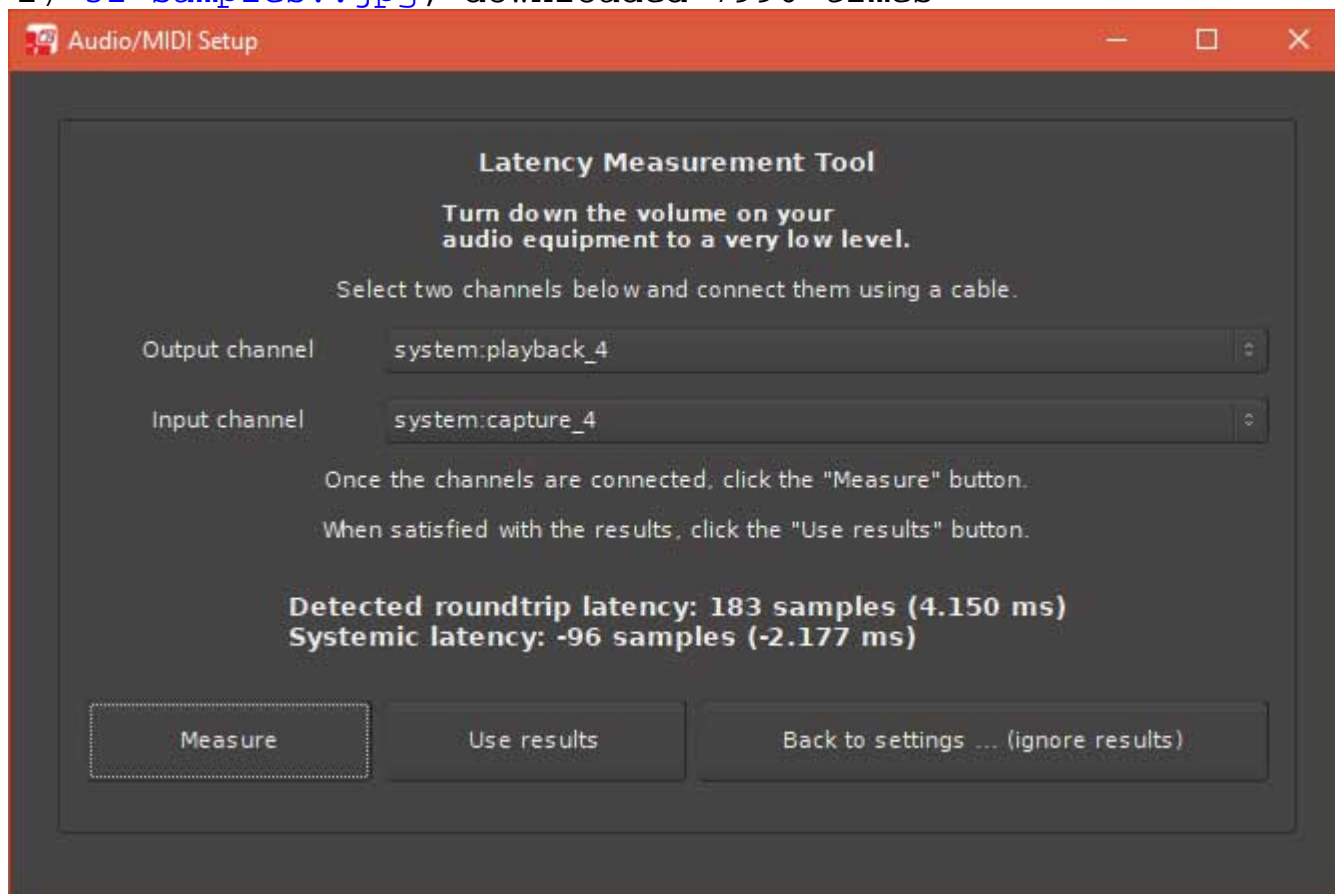 Audio/MIDI Setup
Latency Measurement Tool
Turn down the volume on your
audio equipment to a very low level.
Select two channels below and connect them using a cable.
Output channel system:playback_4
Input channel system:capture_4
Once the channels are connected, click the "Measure" button.
When satisfied with the results, click the "Use results" button.
Detected roundtrip latency: 183 samples (4.150 ms)
Systemic latency: -96 samples (-2.177 ms)
Measure Use results Back to settings ... (ignore results)